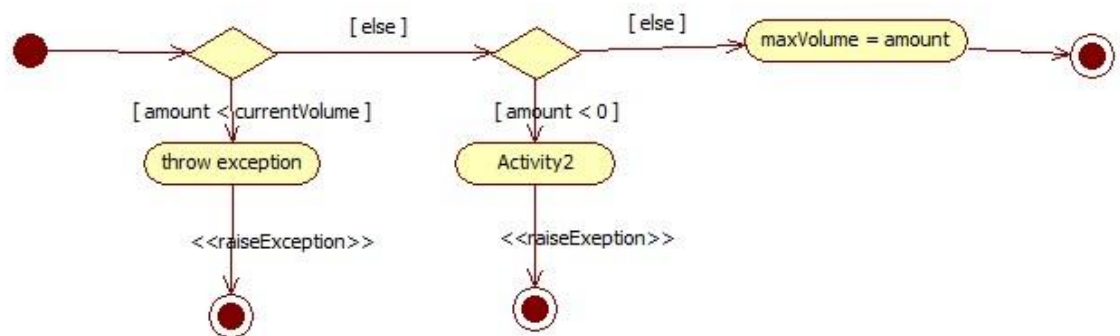 [ else ]
[ else ]
maxVolume = amount
[ amount < currentVolume ]
[ amount < 0 ]
throw exception
Activity2
<<raiseException>>
<<raiseExeption>>